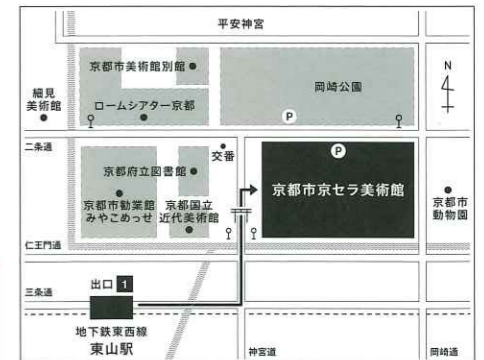 平安神宮
京都市美術館別館
細見
美術館
ロームシアター京都
岡崎公園
N
4
P
二条通
交番
P
京都府立図書館
京都市京セラ美術館
京都市勧業館
みやこめっせ
京都国立
近代美術館
京都市
動物園
仁王門通
三条通
出口 1
地下鉄東西線
東山駅
神宮道
岡崎通